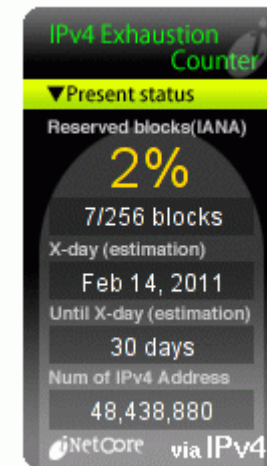 IPv4 Exhaustion
Counter
▼Present status
Reserved blocks(IANA)
2%
7/256 blocks
X-day (estimation)
Feb 14, 2011
Until X-day (estimation)
30 days
Num of IPv4 Address
48,438,880
iNetCore via IPv4